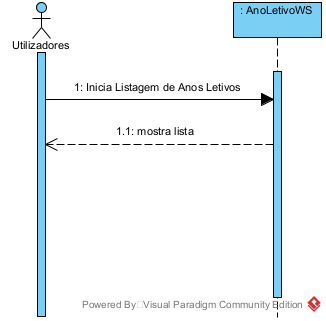 : AnoLetivoWS
Utilizadores
1: Inicia Listagem de Anos Letivos
1.1: mostra lista
Powered By Visual Paradigm Community Edition